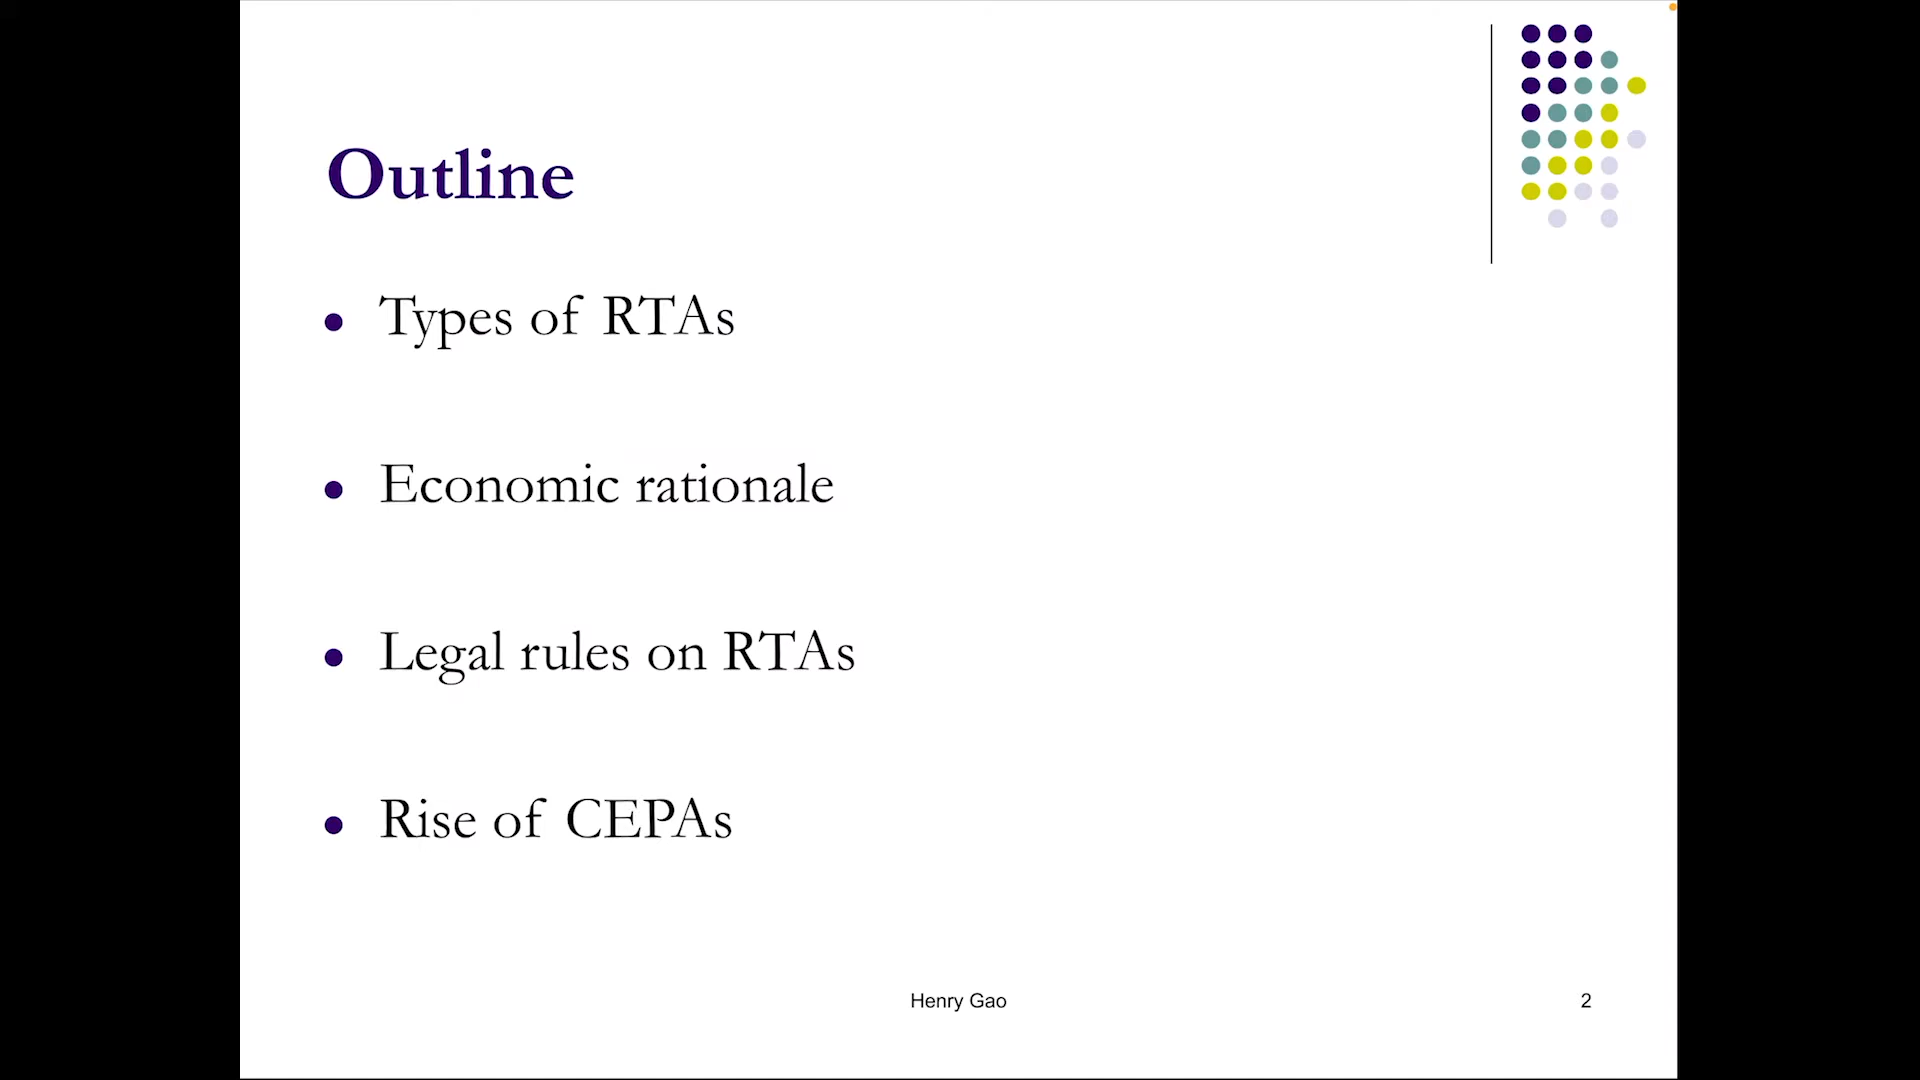 Outline
Types of RTAs
Economic rationale
Legal rules on RTAs
Rise of CEPAs
Henry Gao
2